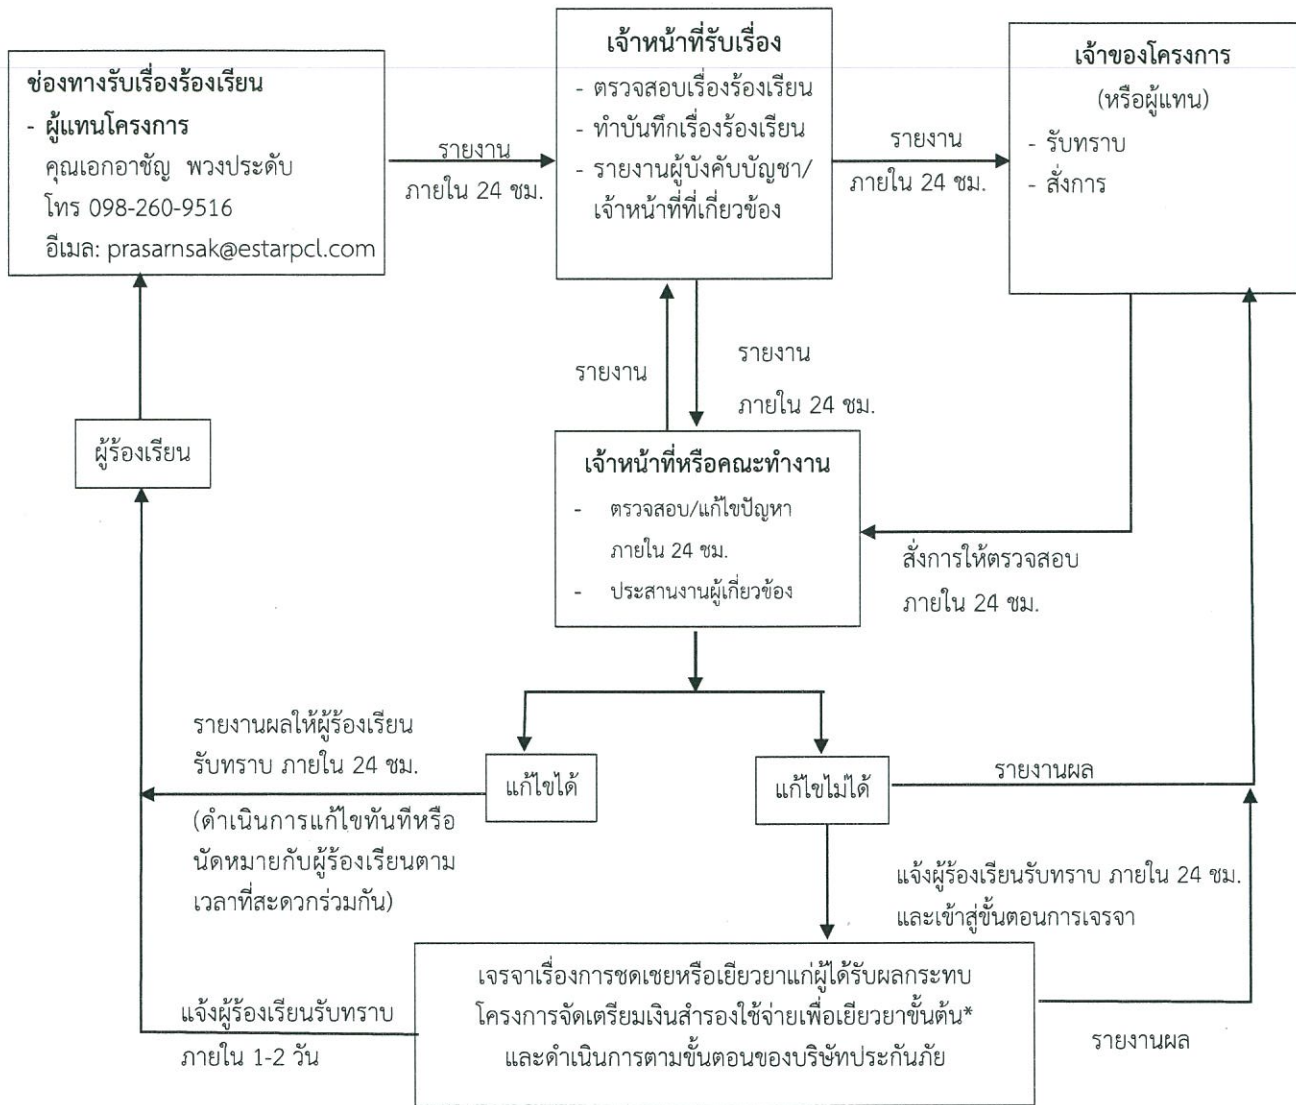 ช่องทางรับเรื่องร้องเรียน
- ผู้แทนโครงการ
คุณเอกอาชัญ พวงประดับ
โทร 098-260-9516
อีเมล: prasarnsak@estarpcl.com
รายงาน
ภายใน 24 ชม.
เจ้าหน้าที่รับเรื่อง
- ตรวจสอบเรื่องร้องเรียน
- ทำบันทึกเรื่องร้องเรียน
- รายงานผู้บังคับบัญชา/
เจ้าหน้าที่ที่เกี่ยวข้อง
รายงาน
ภายใน 24 ชม.
เจ้าของโครงการ
(หรือผู้แทน)
- รับทราบ
- สั่งการ
รายงาน
รายงาน
ภายใน 24 ชม.
ผู้ร้องเรียน
เจ้าหน้าที่หรือคณะทำงาน
- ตรวจสอบ/แก้ไขปัญหา
ภายใน 24 ชม.
- ประสานงานผู้เกี่ยวข้อง
สั่งการให้ตรวจสอบ
ภายใน 24 ชม.
รายงานผลให้ผู้ร้องเรียน
รับทราบ ภายใน 24 ชม.
(ดำเนินการแก้ไขทันทีหรือ
นัดหมายกับผู้ร้องเรียนตาม
เวลาที่สะดวกร่วมกัน)
แก้ไขได้
แก้ไขไม่ได้
รายงานผล
แจ้งผู้ร้องเรียนรับทราบ ภายใน 24 ชม.
และเข้าสู่ขั้นตอนการเจรจา
แจ้งผู้ร้องเรียนรับทราบ
ภายใน 1-2 วัน
เจรจาเรื่องการชดเชยหรือเยียวยาแก่ผู้ได้รับผลกระทบ
โครงการจัดเตรียมเงินสำรองใช้จ่ายเพื่อเยียวยาขั้นต้น*
และดำเนินการตามขั้นตอนของบริษัทประกันภัย
รายงานผล